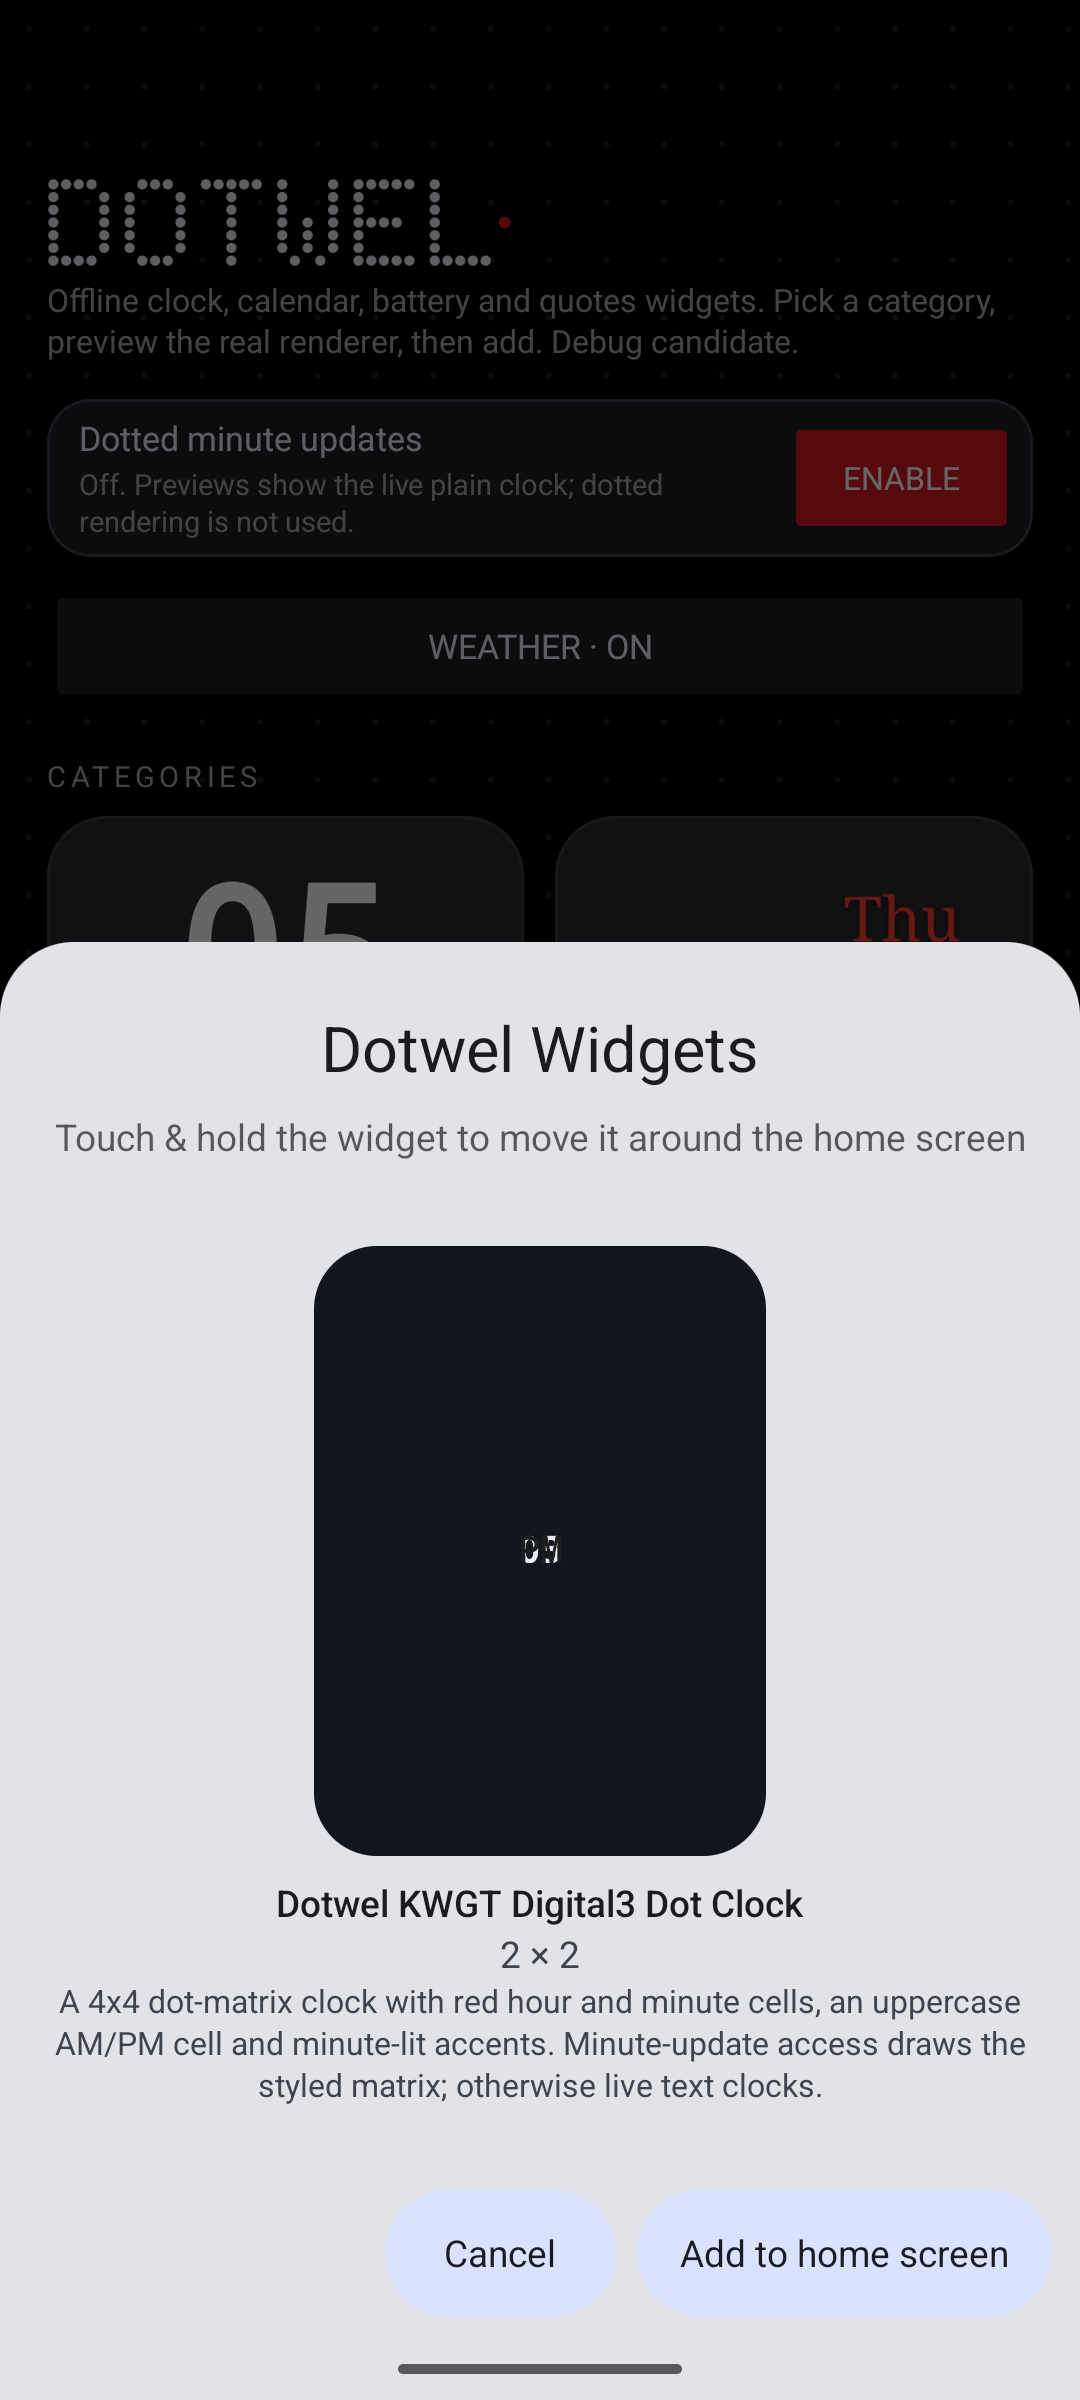 DOTWEL
Offline clock, calendar, battery and quotes widgets. Pick a category,
preview the real renderer, then add. Debug candidate.
Dotted minute updates
Off. Previews show the live plain clock; dotted
rendering is not used.
ENABLE
WEATHER · ON
CATEGORIES
05
Thu
Dotwel Widgets
Touch & hold the widget to move it around the home screen
Dotwel KWGT Digital3 Dot Clock
2 × 2
A 4x4 dot-matrix clock with red hour and minute cells, an uppercase
AM/PM cell and minute-lit accents. Minute-update access draws the
styled matrix; otherwise live text clocks.
Cancel
Add to home screen